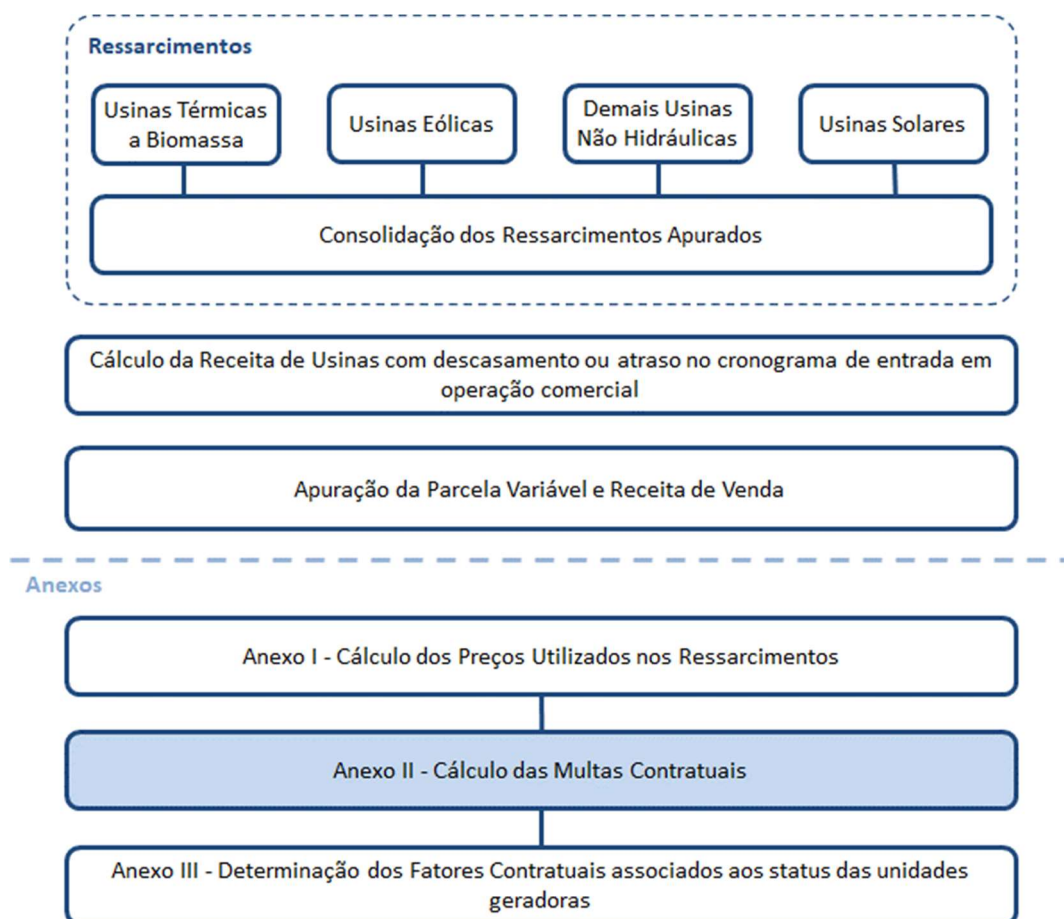 Ressarcimentos
Usinas Térmicas
a Biomassa
Usinas Eólicas
Demais Usinas
Não Hidráulicas
Usinas Solares
Consolidação dos Ressarcimentos Apurados
Cálculo da Receita de Usinas com descasamento ou atraso no cronograma de entrada em
operação comercial
Apuração da Parcela Variável e Receita de Venda
Anexos
Anexo I - Cálculo dos Preços Utilizados nos Ressarcimentos
Anexo II - Cálculo das Multas Contratuais
Anexo III - Determinação dos Fatores Contratuais associados aos status das unidades
geradoras